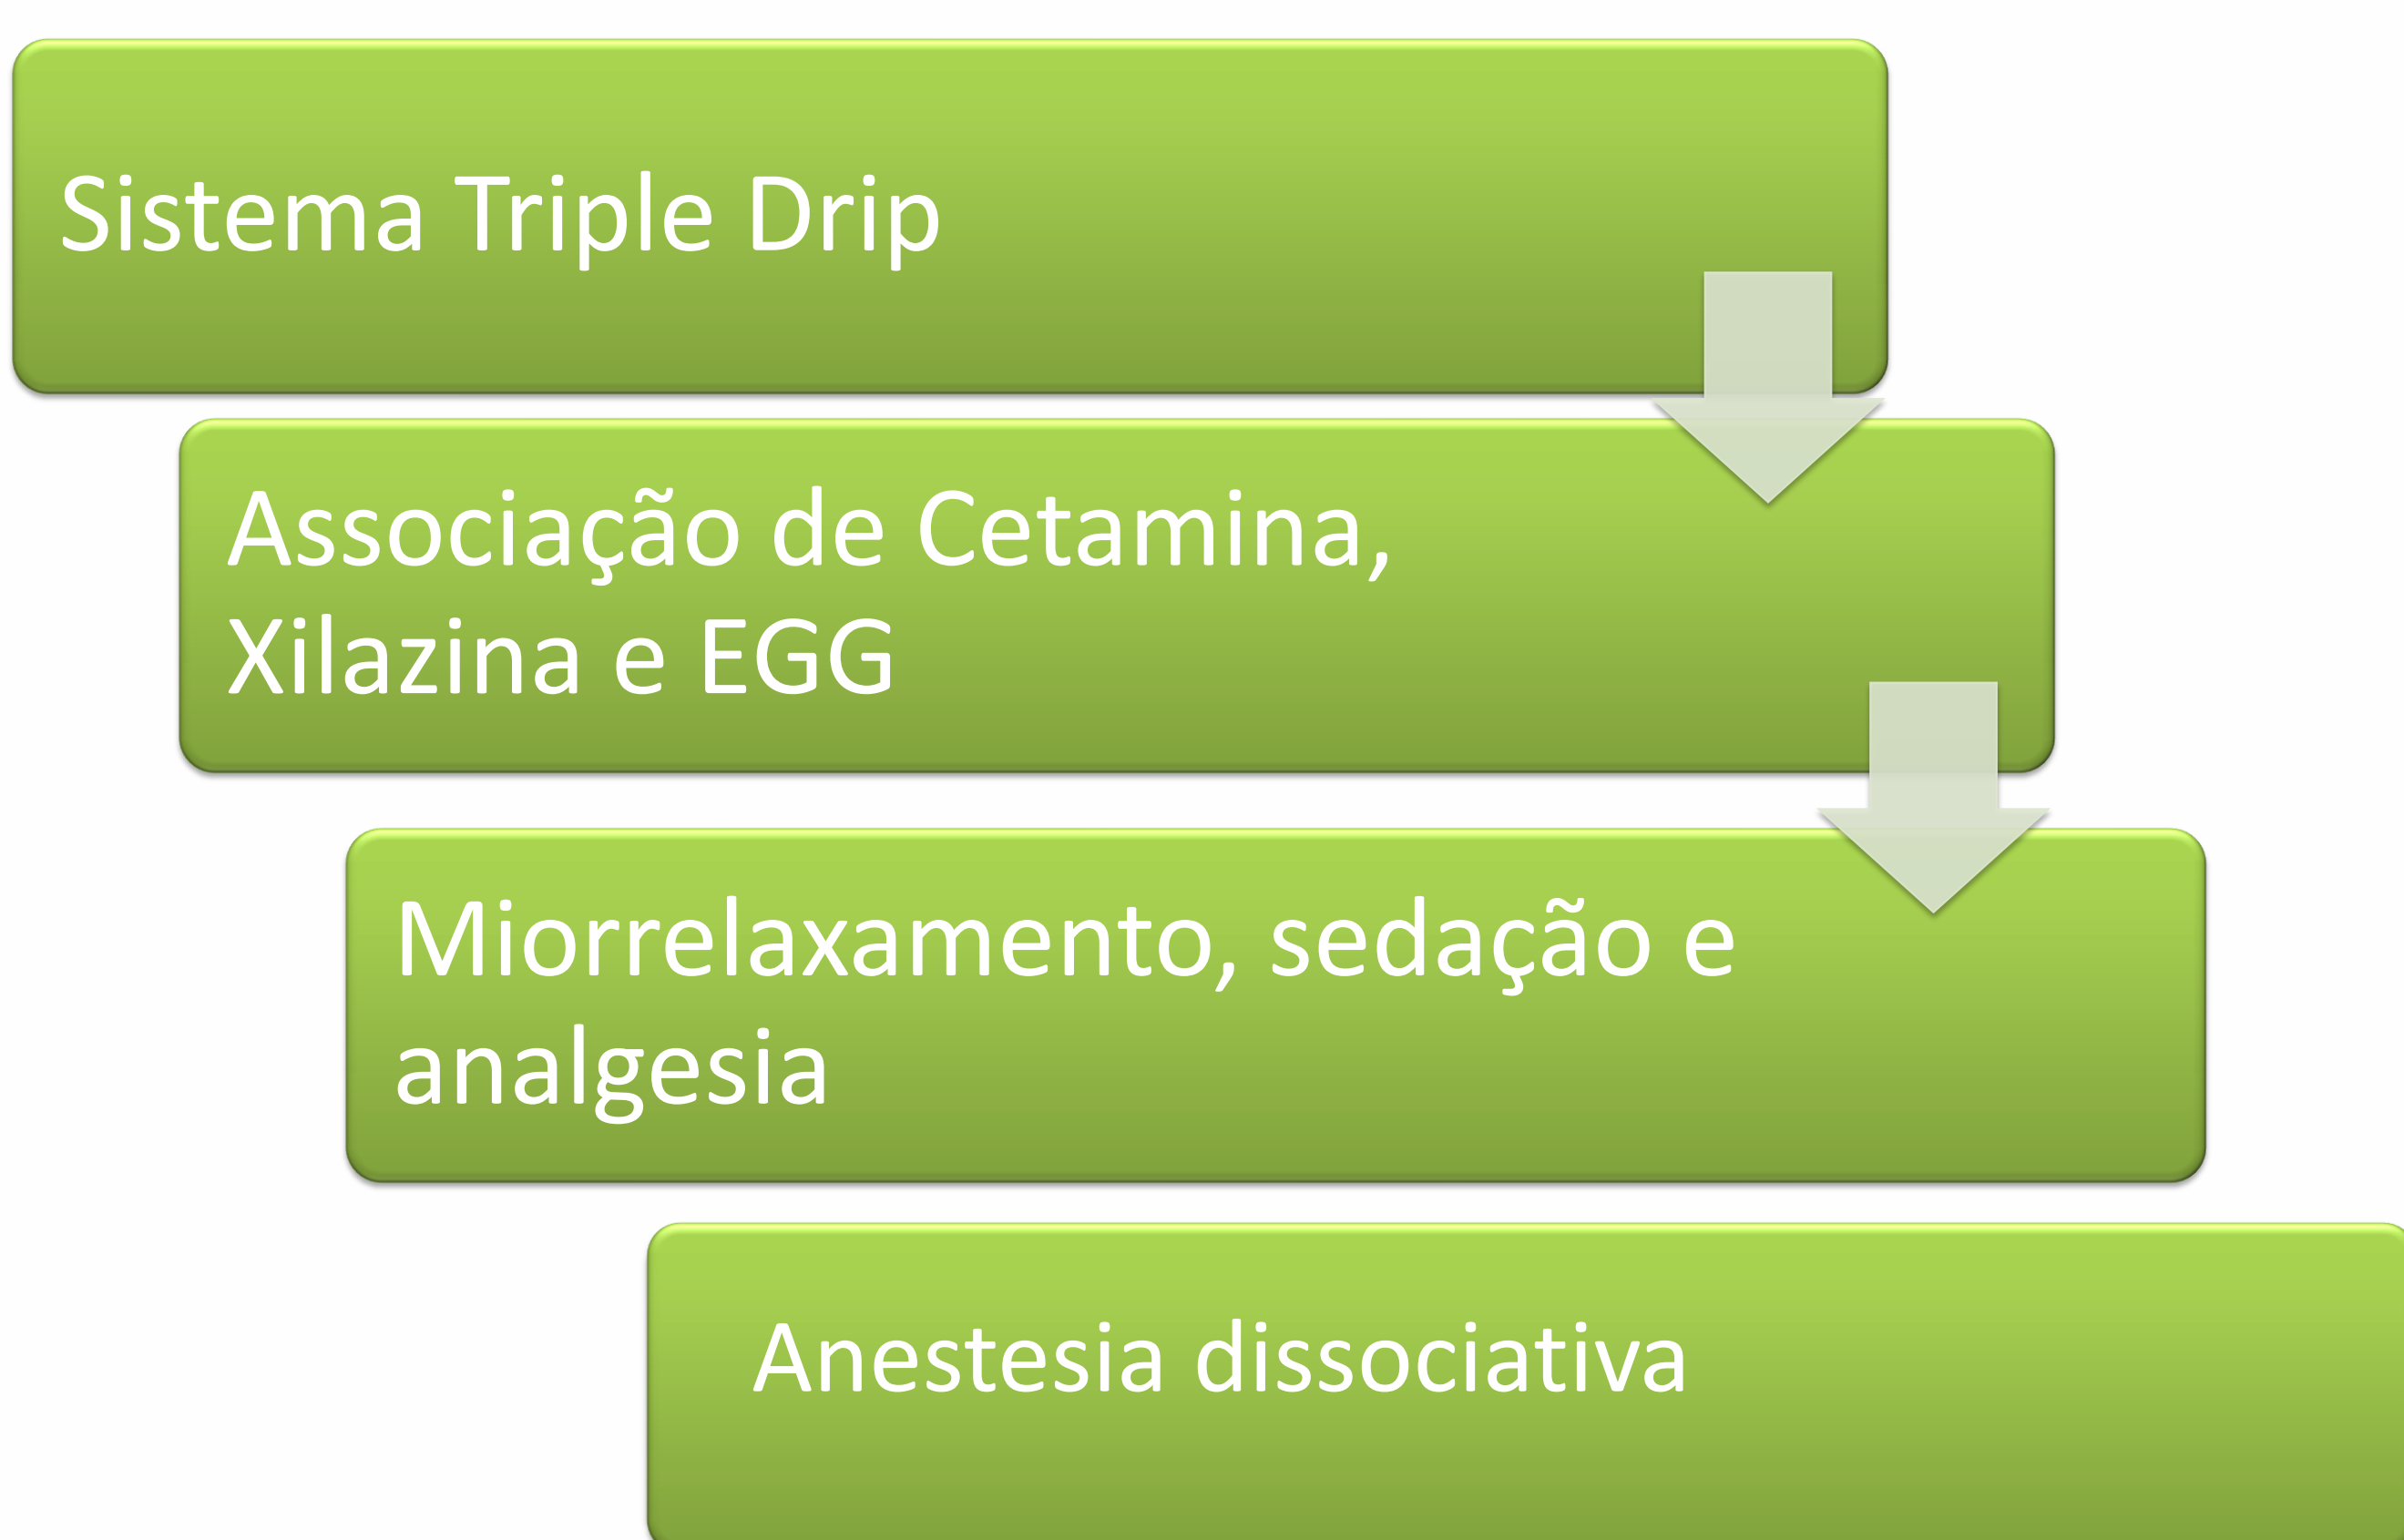 Sistema Triple Drip
Associação de Cetamina,
Xilazina e EGG
Miorrelaxamento, sedação e
analgesia
Anestesia dissociativa